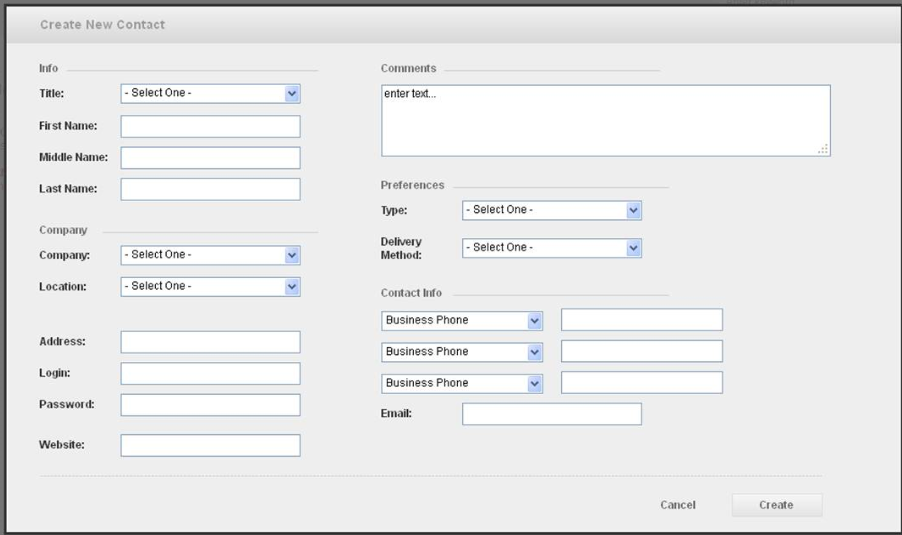 Create New Contact
Info
Title: - Select One -
First Name:
Middle Name:
Last Name:
Company
Company: - Select One -
Location: - Select One -
Address:
Login:
Password:
Website:
Comments
enter text...
Preferences
Type: - Select One -
Delivery
Method: - Select One -
Contact Info
Business Phone
Business Phone
Business Phone
Email:
Cancel Create